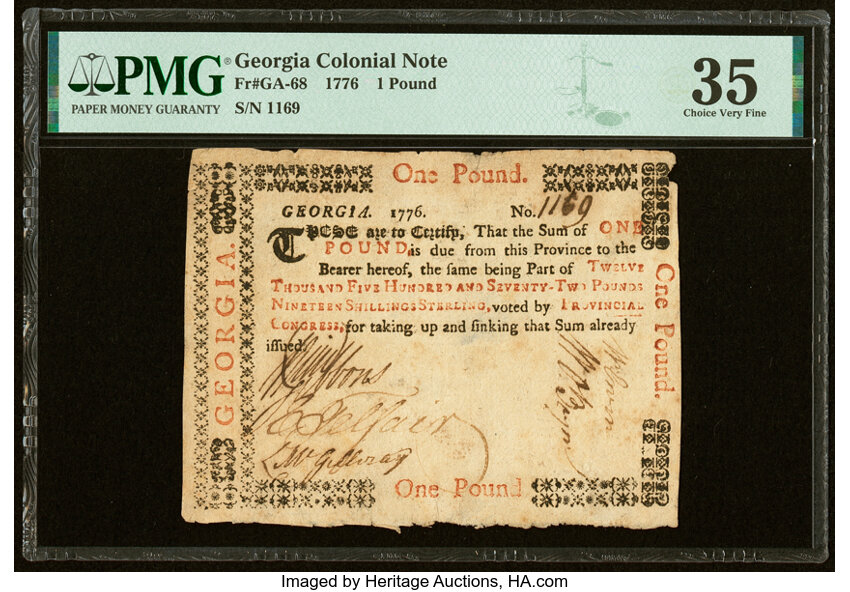 PMG®
PAPER MONEY GUARANTY
Georgia Colonial Note
Fr#GA-68 1776 1 Pound
S/N 1169
35
Choice Very Fine
One Pound.
GEORGIA.
GEORGIA. 1776. No. 1169
THESE are to Certify, That the Sum of ONE
POUND, is due from this Province to the
Bearer hereof, the same being Part of TWELVE
THOUSAND FIVE HUNDRED AND SEVENTY-TWO POUNDS
NINETEEN SHILLINGS STERLING, voted by PROVINCIAL
CONGRESS, for taking up and ſinking that Sum already
iſſued.
One Pound.
Gibbons
E Telfair
One Pound
Imaged by Heritage Auctions, HA.com